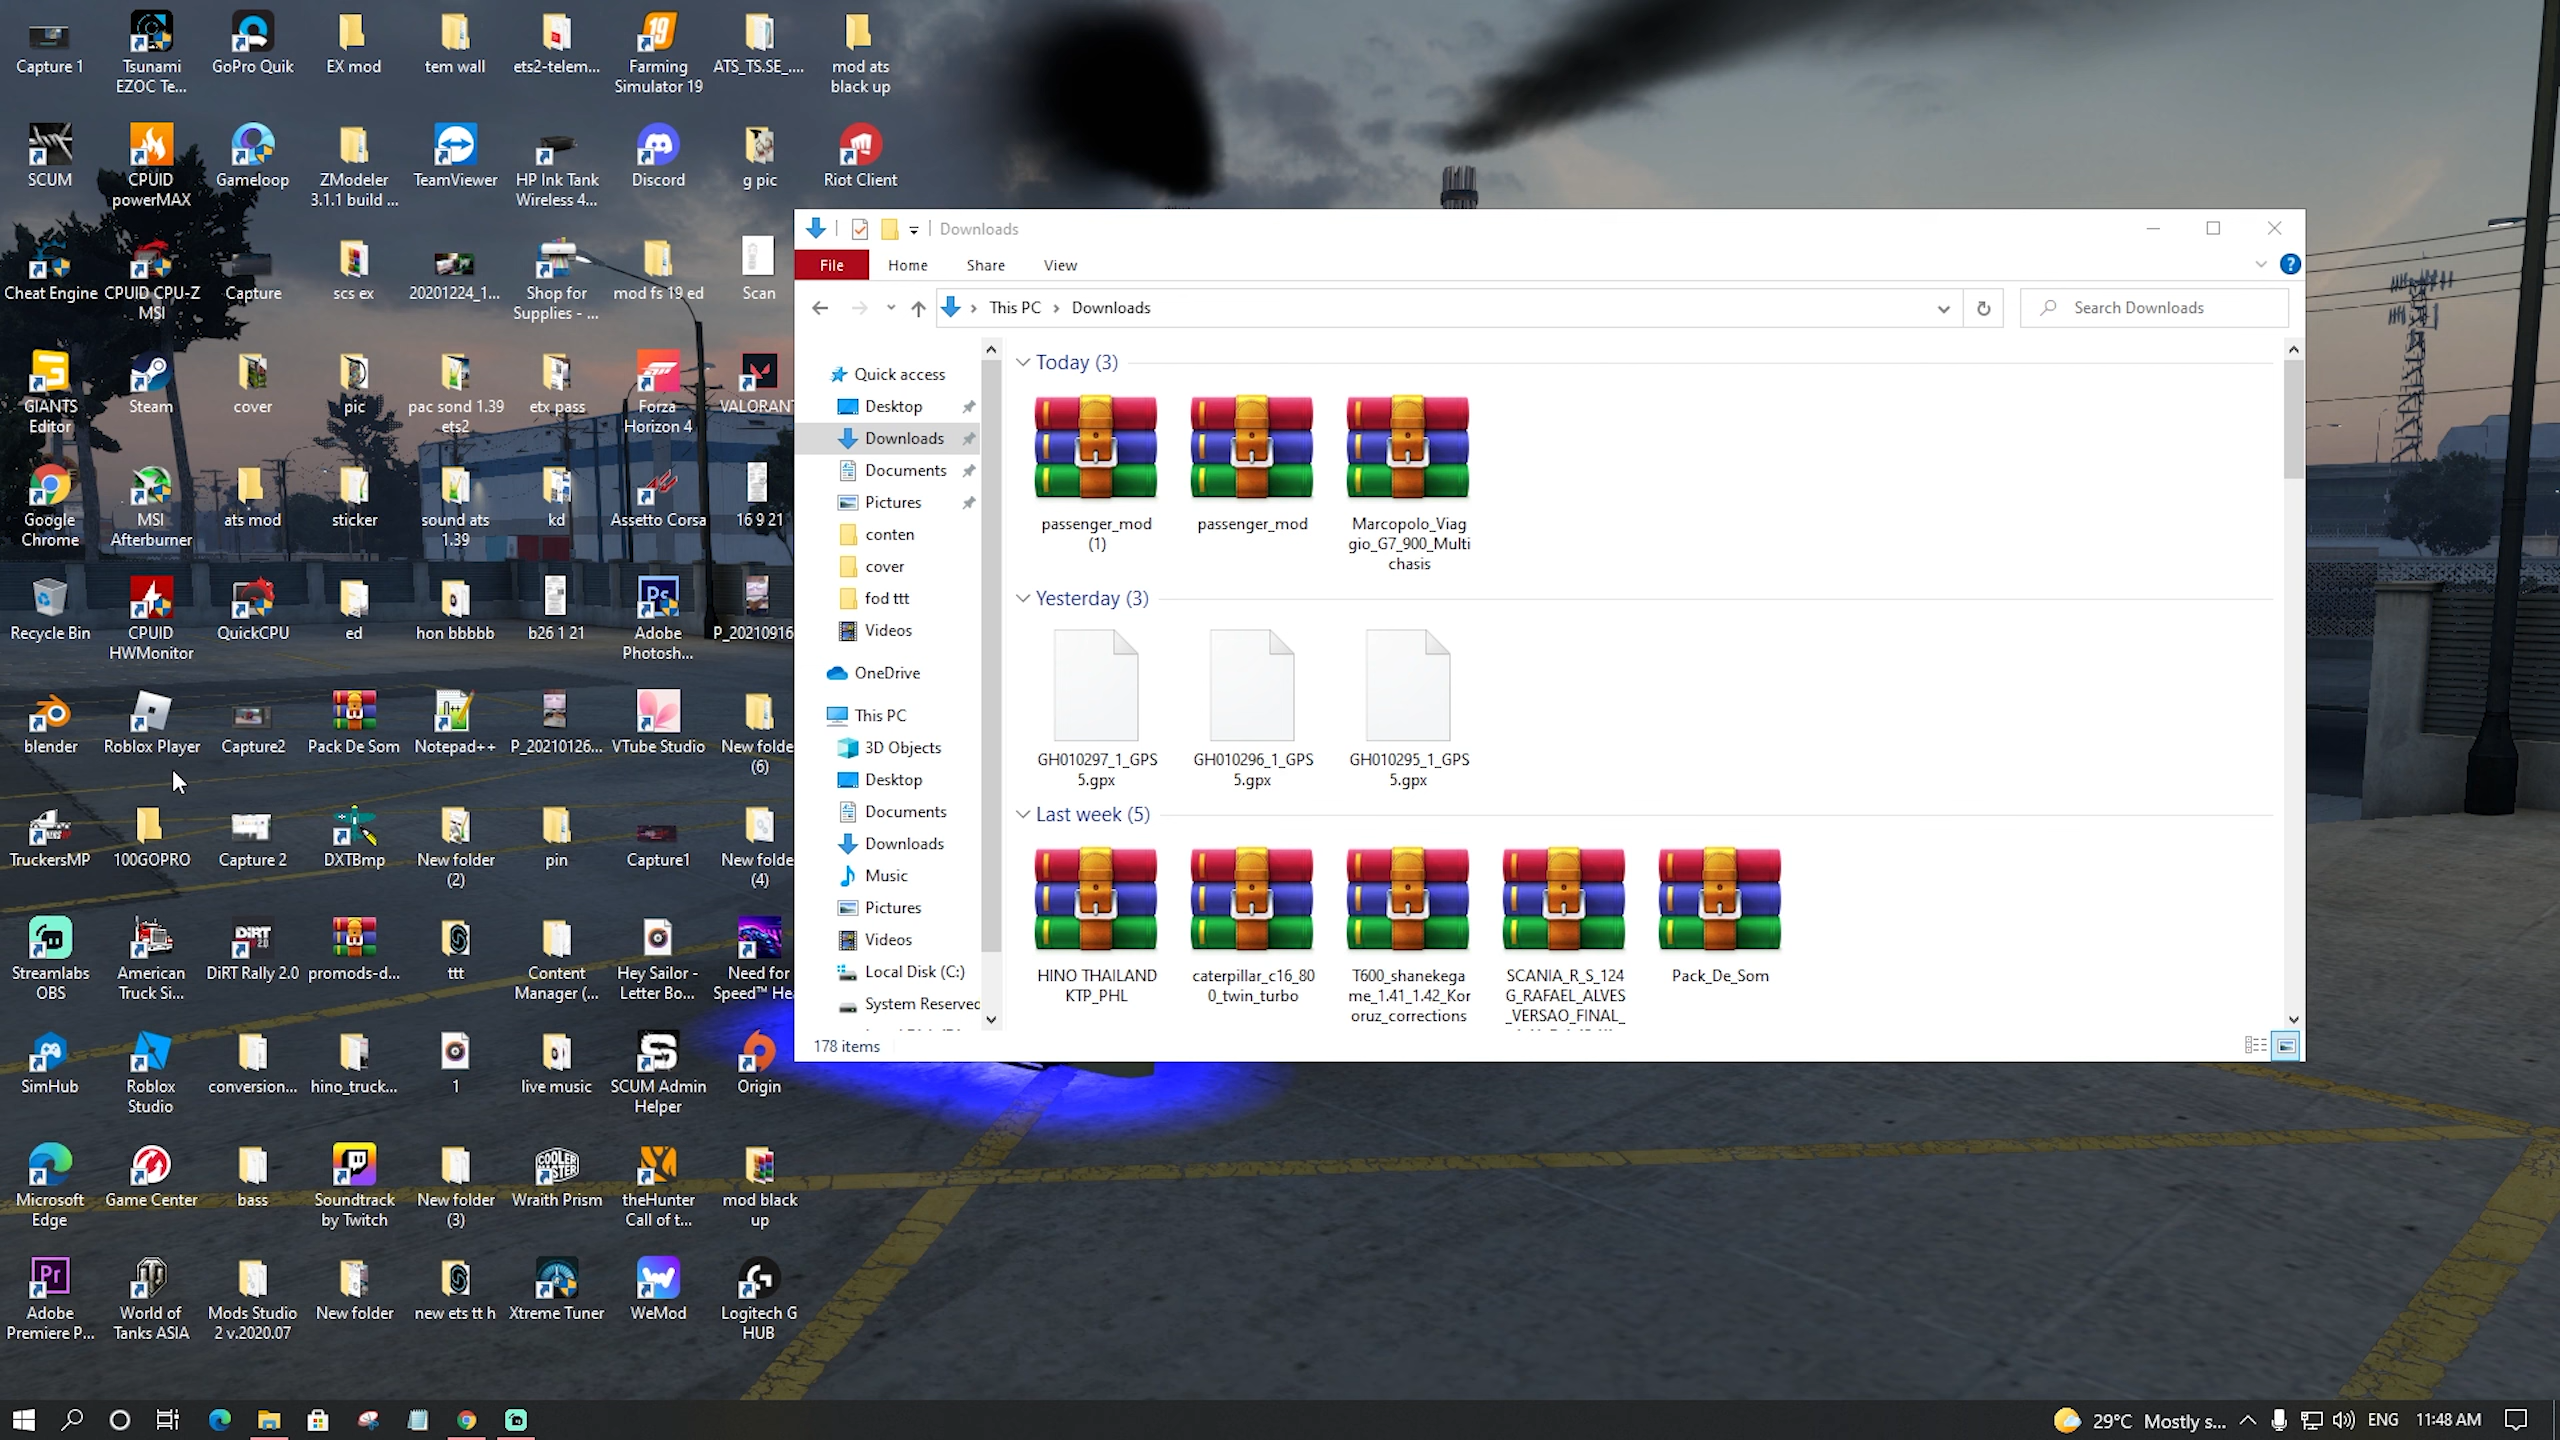 Capture 1
Tsunami
EZOC Te...
GoPro Quik
EX mod
tem wall
ets2-telem...
Farming
Simulator 19
ATS_TS.SE_....
mod ats
black up
SCUM
CPUID
powerMAX
Gameloop
ZModeler
3.1.1 build ...
TeamViewer
HP Ink Tank
Wireless 4...
Discord
g pic
Riot Client
Cheat Engine
CPUID CPU-Z
MSI
Capture
scs ex
20201224_1...
Shop for
Supplies - ...
mod fs 19 ed
Scan
GIANTS
Editor
Steam
cover
pic
pac sond 1.39
ets2
etx pass
Forza
Horizon 4
VALORANT
Google
Chrome
MSI
Afterburner
ats mod
sticker
sound ats
1.39
kd
Assetto Corsa
16 9 21
Recycle Bin
CPUID
HWMonitor
QuickCPU
ed
hon bbbbb
b26 1 21
Adobe
Photosh...
P_20210916
blender
Roblox Player
Capture2
Pack De Som
Notepad++
P_20210126...
VTube Studio
New folde
(6)
TruckersMP
100GOPRO
Capture 2
DXTBmp
New folder
(2)
pin
Capture1
New folde
(4)
Streamlabs
OBS
American
Truck Si...
DiRT Rally 2.0
promods-d...
ttt
Content
Manager (...
Hey Sailor -
Letter Bo...
Need for
Speed™ Hea
SimHub
Roblox
Studio
conversion...
hino_truck...
1
live music
SCUM Admin
Helper
Origin
Microsoft
Edge
Game Center
bass
Soundtrack
by Twitch
New folder
(3)
Wraith Prism
theHunter
Call of t...
mod black
up
Adobe
Premiere P...
World of
Tanks ASIA
Mods Studio
2 v.2020.07
New folder
new ets tt h
Xtreme Tuner
WeMod
Logitech G
HUB
Downloads
File
Home
Share
View
This PC
Downloads
Search Downloads
Quick access
Desktop
Downloads
Documents
Pictures
conten
cover
fod ttt
Videos
OneDrive
This PC
3D Objects
Desktop
Documents
Downloads
Music
Pictures
Videos
Local Disk (C:)
System Reserved
Today (3)
passenger_mod
(1)
passenger_mod
Marcopolo_Viag
gio_G7_900_Multi
chasis
Yesterday (3)
GH010297_1_GPS
5.gpx
GH010296_1_GPS
5.gpx
GH010295_1_GPS
5.gpx
Last week (5)
HINO THAILAND
KTP_PHL
caterpillar_c16_80
0_twin_turbo
T600_shanekega
me_1.41_1.42_Kor
oruz_corrections
SCANIA_R_S_124
G_RAFAEL_ALVES
_VERSAO_FINAL_
Pack_De_Som
178 items
29°C Mostly s...
ENG
11:48 AM